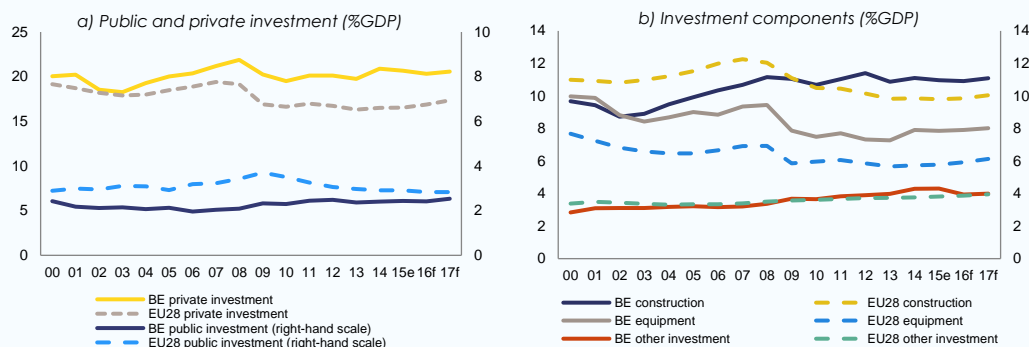 a) Public and private investment (%GDP)
25
20
15
10
5
0
10
8
6
4
2
0
00 01 02 03 04 05 06 07 08 09 10 11 12 13 14 15e 16f 17f
BE private investment
EU28 private investment
BE public investment (right-hand scale)
EU28 public investment (right-hand scale)
b) Investment components (%GDP)
14
12
10
8
6
4
2
0
14
12
10
8
6
4
2
0
00 01 02 03 04 05 06 07 08 09 10 11 12 13 14 15e 16f 17f
BE construction
EU28 construction
BE equipment
EU28 equipment
BE other investment
EU28 other investment